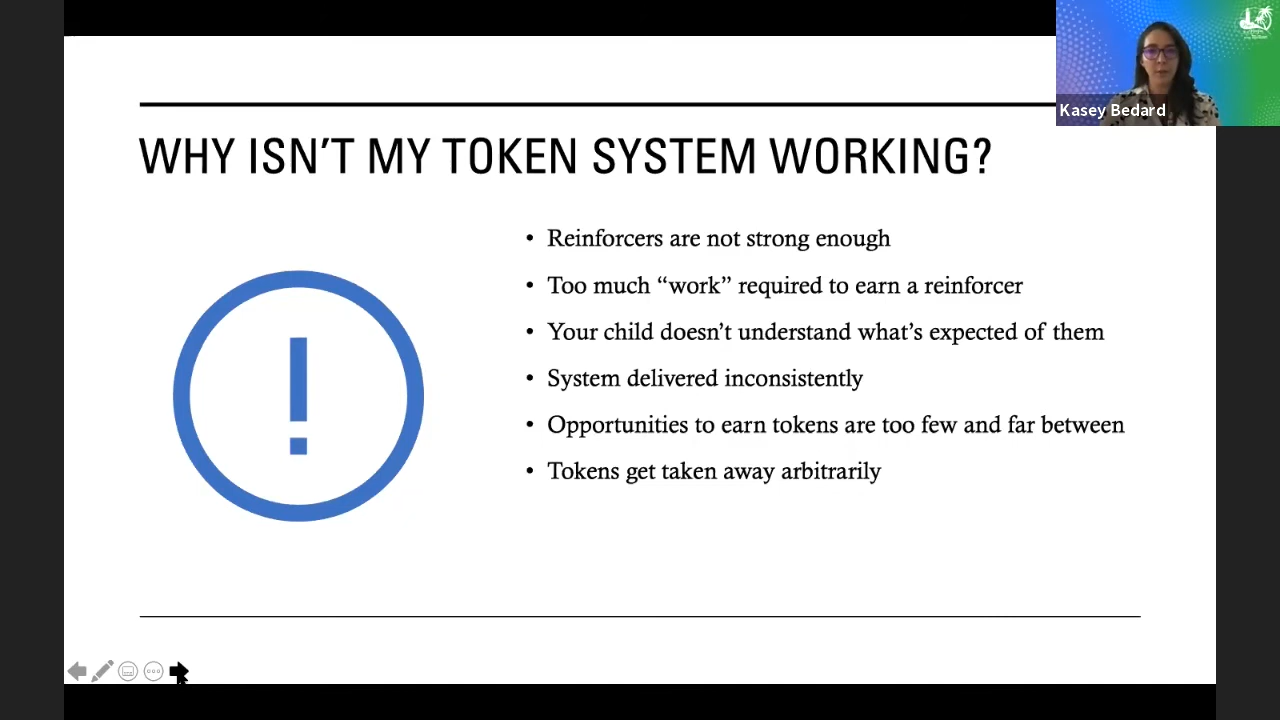 Kasey Bedard
WHY ISN’T MY TOKEN SYSTEM WORKING?
• Reinforcers are not strong enough
• Too much “work” required to earn a reinforcer
• Your child doesn’t understand what’s expected of them
• System delivered inconsistently
• Opportunities to earn tokens are too few and far between
• Tokens get taken away arbitrarily
!